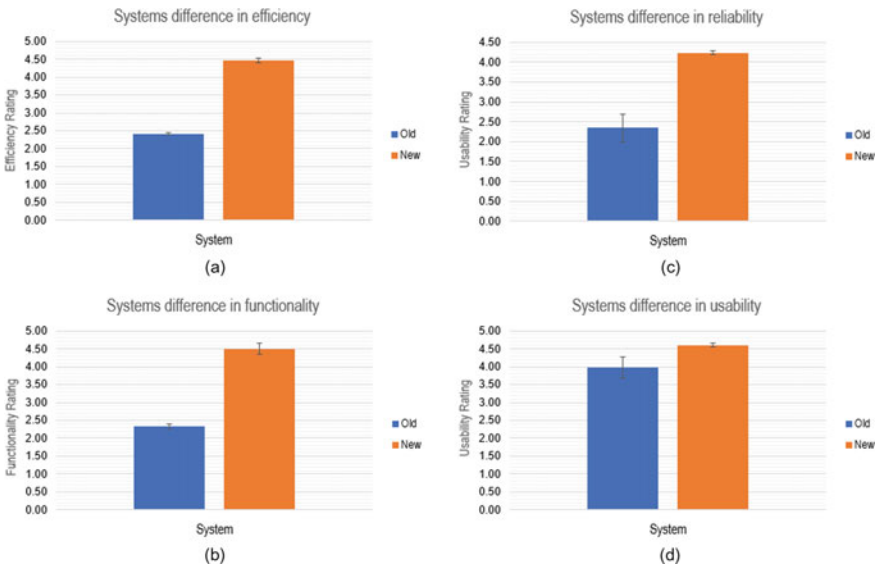 Systems difference in efficiency
5.00
4.50
4.00
3.50
3.00
2.50
2.00
1.50
1.00
0.50
0.00
Efficiency Rating
System
Old
New
(a)
Systems difference in reliability
4.50
4.00
3.50
3.00
2.50
2.00
1.50
1.00
0.50
0.00
Usability Rating
System
Old
New
(c)
Systems difference in functionality
5.00
4.50
4.00
3.50
3.00
2.50
2.00
1.50
1.00
0.50
0.00
Functionality Rating
System
Old
New
(b)
Systems difference in usability
5.00
4.50
4.00
3.50
3.00
2.50
2.00
1.50
1.00
0.50
0.00
Usability Rating
System
Old
New
(d)